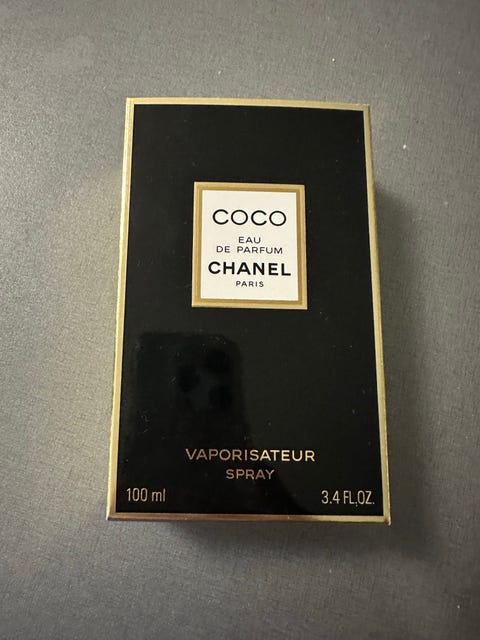 COCO
EAU
DE PARFUM
CHANEL
PARIS
VAPORISATEUR
SPRAY
100 ml
3.4 FL.OZ.